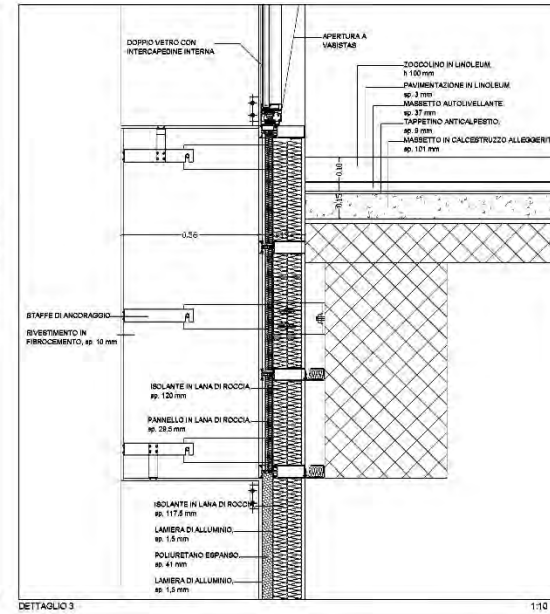 DOPPIO VETRO CON
INTERCAPEDINE INTERNA
APERTURA A
VASISTAS
ZOCCOLINO IN LINOLEUM,
h 100 mm
PAVIMENTAZIONE IN LINOLEUM,
sp. 3 mm
MASSETTO AUTOLIVELLANTE,
sp. 37 mm
TAPPETINO ANTICALPESTIO,
sp. 9 mm
MASSETTO IN CALCESTRUZZO ALLEGGERIT
sp. 101 mm
0.10
0.15
0.56
STAFFE DI ANCORAGGIO
RIVESTIMENTO IN
FIBROCEMENTO, sp. 10 mm
ISOLANTE IN LANA DI ROCCIA,
sp. 120 mm
PANNELLO IN LANA DI ROCCIA,
sp. 29,5 mm
ISOLANTE IN LANA DI ROCCIA,
sp. 117,5 mm
LAMIERA DI ALLUMINIO,
sp. 1,5 mm
POLIURETANO ESPANSO,
sp. 41 mm
LAMIERA DI ALLUMINIO,
sp. 1,5 mm
DETTAGLIO 3
1:10